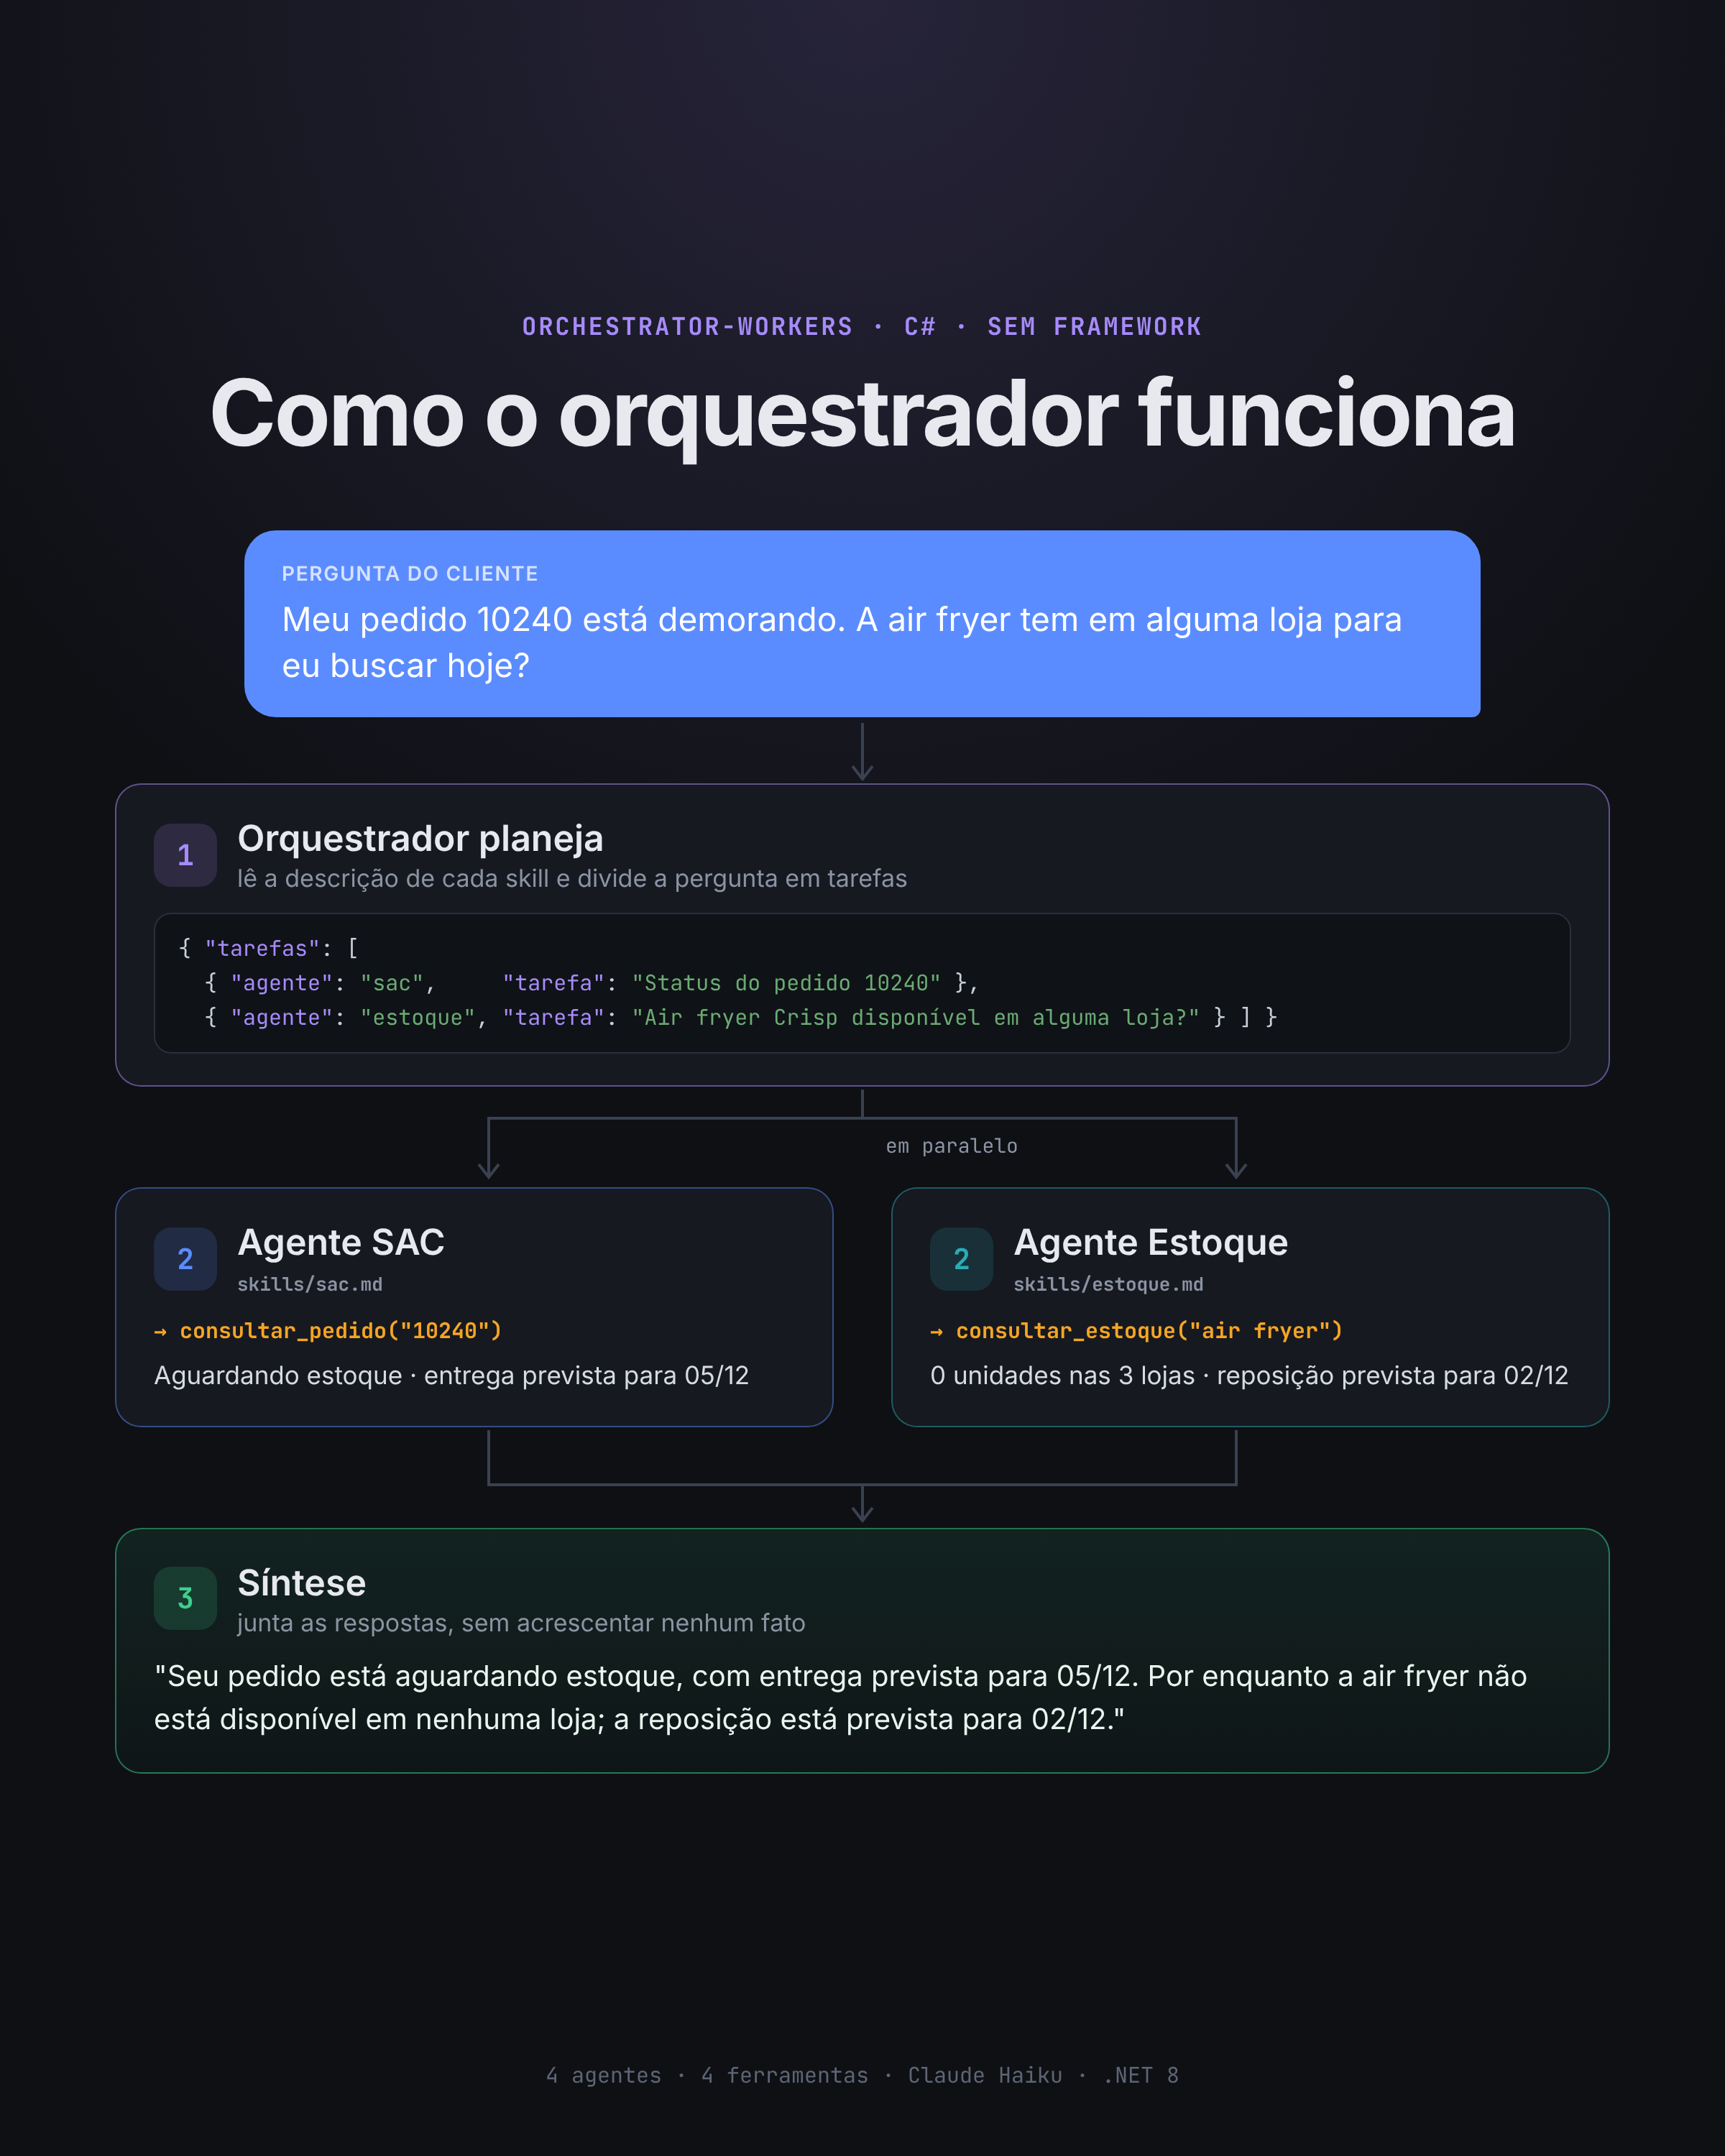 ORCHESTRATOR-WORKERS · C# · SEM FRAMEWORK
Como o orquestrador funciona
PERGUNTA DO CLIENTE
Meu pedido 10240 está demorando. A air fryer tem em alguma loja para
eu buscar hoje?
1
Orquestrador planeja
lê a descrição de cada skill e divide a pergunta em tarefas
{ "tarefas": [
{ "agente": "sac",     "tarefa": "Status do pedido 10240" },
{ "agente": "estoque", "tarefa": "Air fryer Crisp disponível em alguma loja?" } ] }
em paralelo
2
Agente SAC
skills/sac.md
→ consultar_pedido("10240")
Aguardando estoque · entrega prevista para 05/12
2
Agente Estoque
skills/estoque.md
→ consultar_estoque("air fryer")
0 unidades nas 3 lojas · reposição prevista para 02/12
3
Síntese
junta as respostas, sem acrescentar nenhum fato
"Seu pedido está aguardando estoque, com entrega prevista para 05/12. Por enquanto a air fryer não
está disponível em nenhuma loja; a reposição está prevista para 02/12."
4 agentes · 4 ferramentas · Claude Haiku · .NET 8